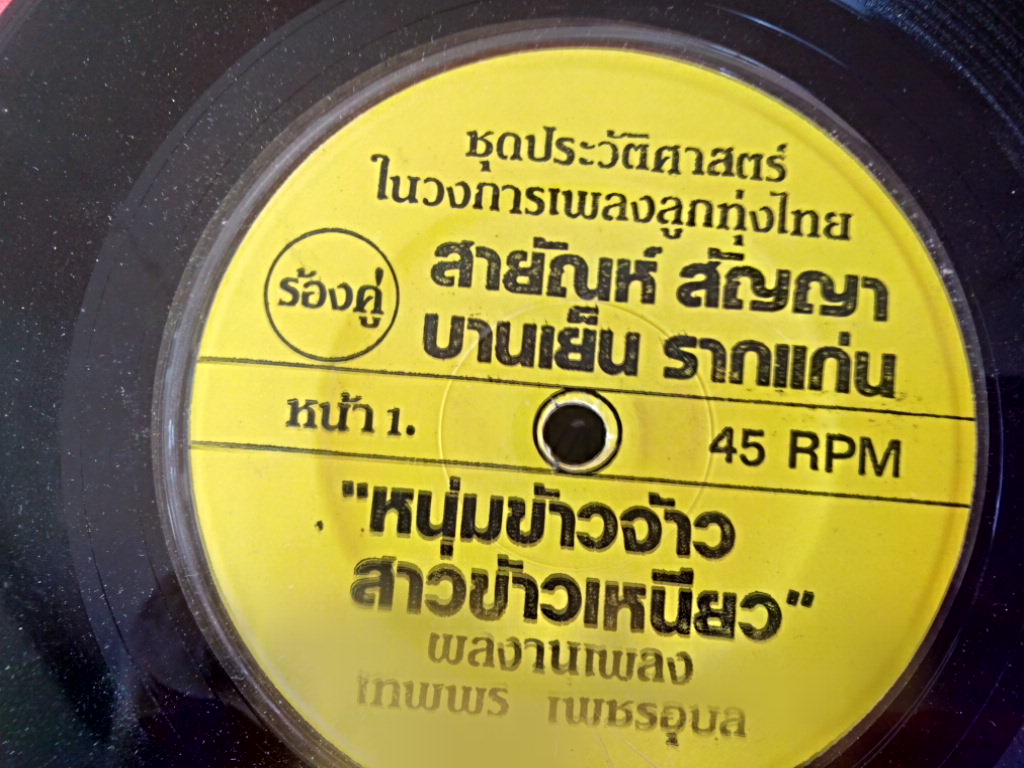 ชุดประวัติศาสตร์
ในวงการเพลงลูกทุ่งไทย
ร้องคู่
สายัณห์ สัญญา
บานเย็น รากแก่น
หน้า 1.
45 RPM
"หนุ่มข้าวจ้าว
สาวข้าวเหนียว"
ผลงานเพลง
เทพพร เพชรอุบล